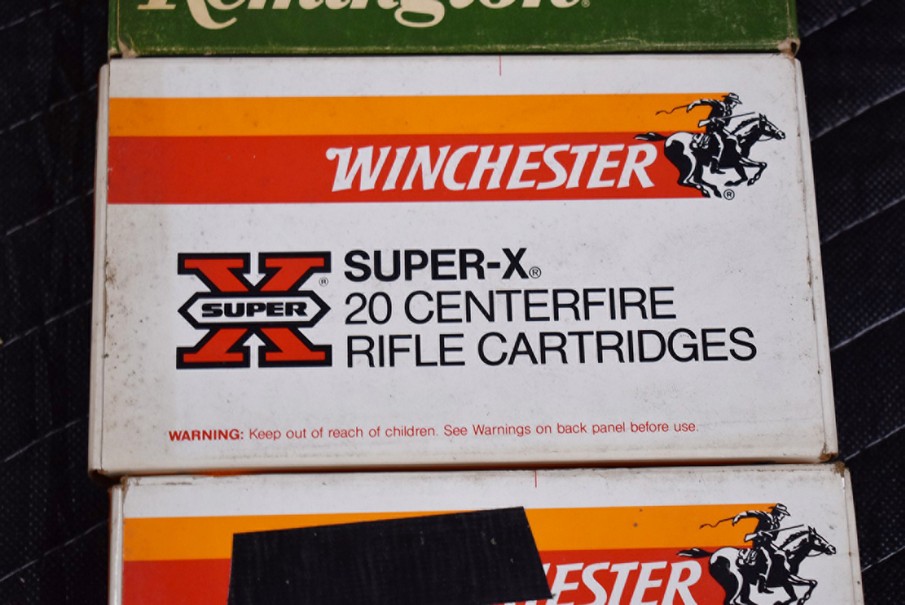 Remington®
WINCHESTER
®
SUPER
®
SUPER-X®
20 CENTERFIRE
RIFLE CARTRIDGES
WARNING: Keep out of reach of children. See Warnings on back panel before use.
ESTER